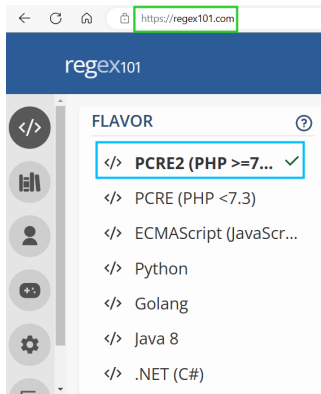 https://regex101.com
regex101
FLAVOR
PCRE2 (PHP >=7...
PCRE (PHP <7.3)
ECMAScript (JavaScr...
Python
Golang
Java 8
.NET (C#)